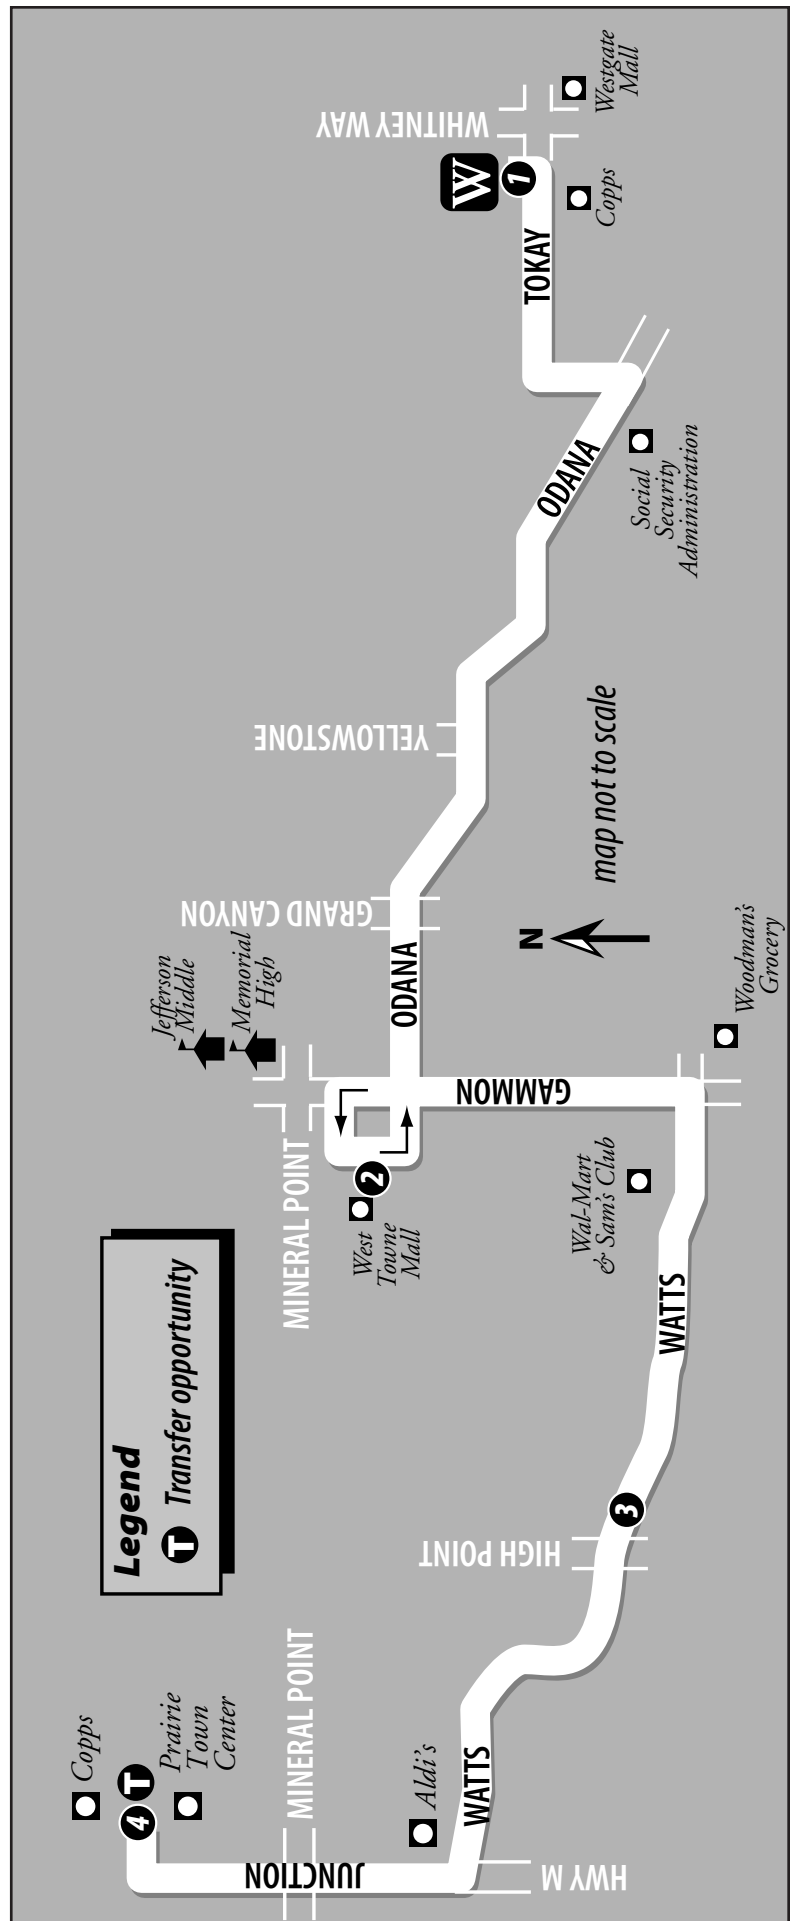 Copps
4 T
Prairie
Town
Center
JUNCTION
MINERAL POINT
Aldi's
WATTS
HWY M
Legend
T Transfer opportunity
HIGH POINT
3
WATTS
Wal-Mart
& Sam's Club
MINERAL POINT
West
Towne
Mall
2
Jefferson
Middle
Memorial
High
GAMMON
Woodman's
Grocery
ODANA
GRAND CANYON
N
map not to scale
YELLOWSTONE
ODANA
Social
Security
Administration
TOKAY
W
1
Copps
WHITNEY WAY
Westgate
Mall